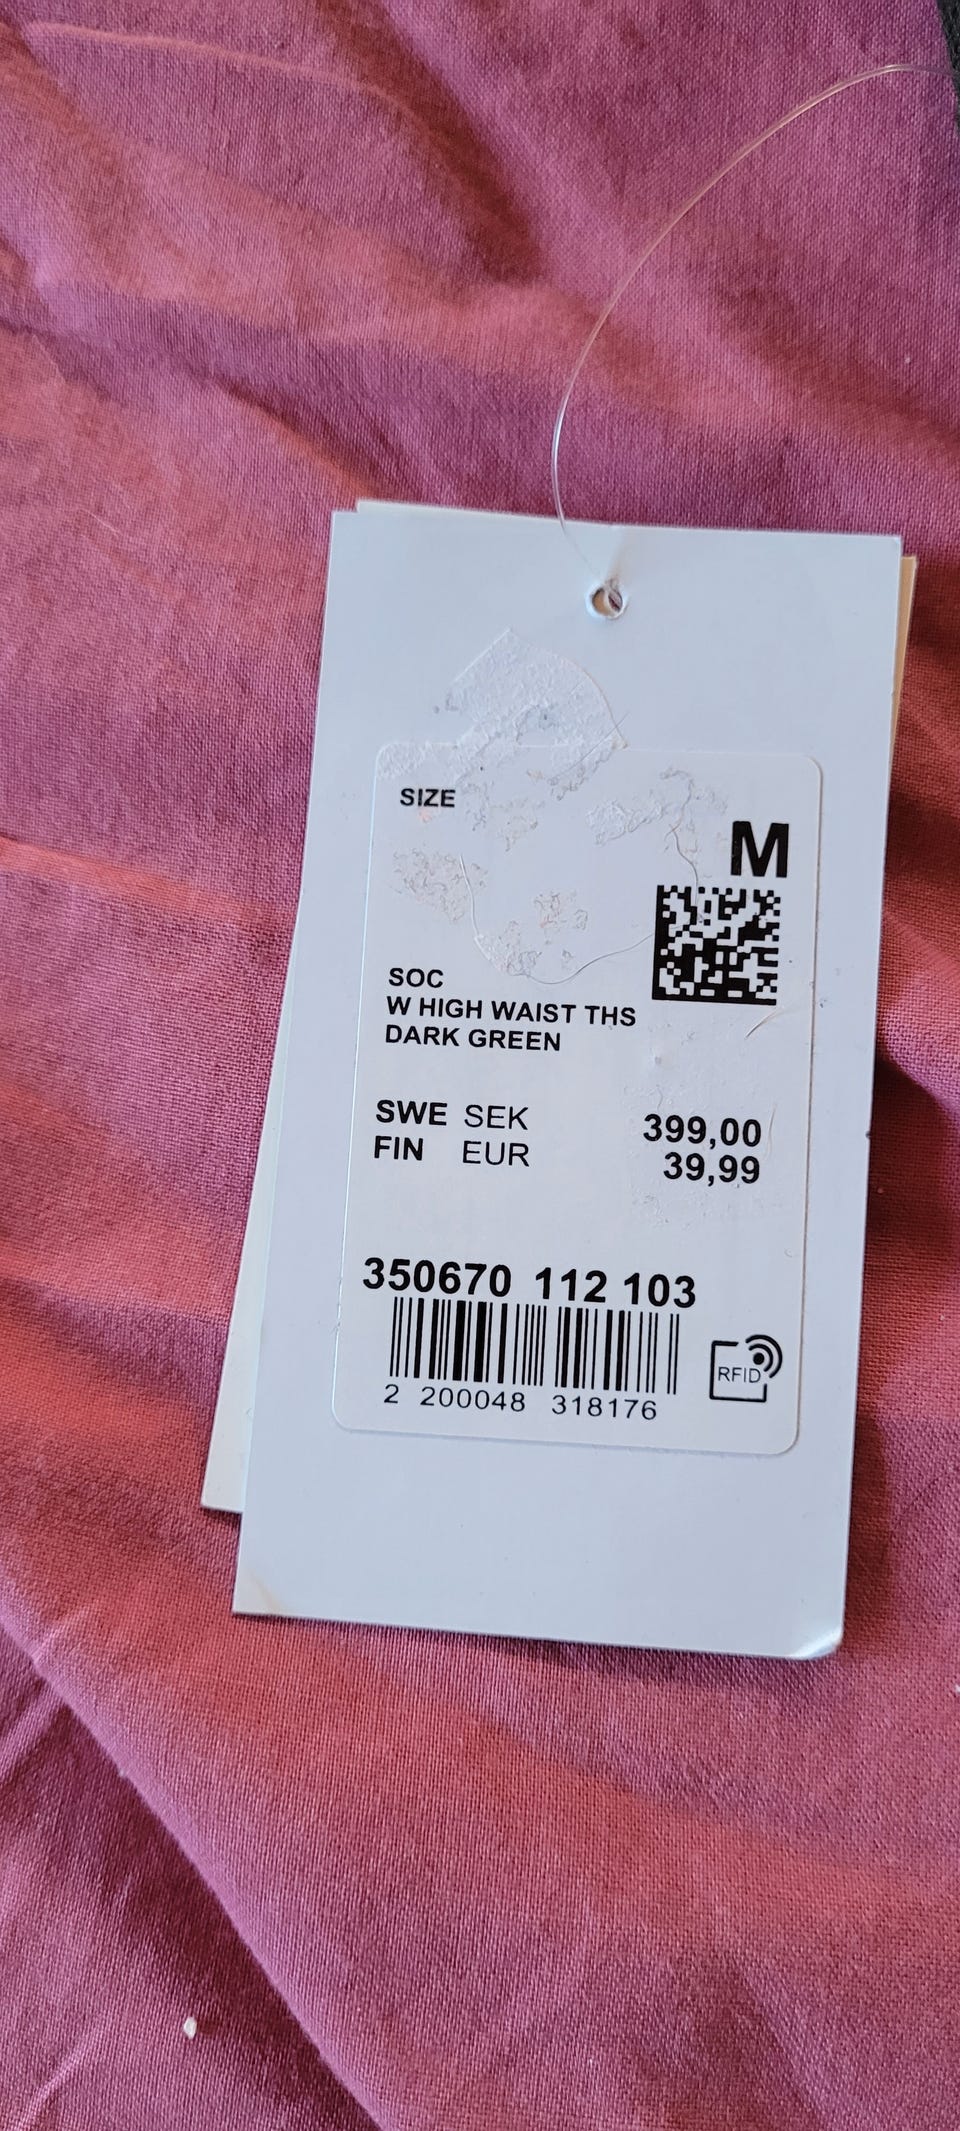 SIZE
M
SOC
W HIGH WAIST THS
DARK GREEN
SWE SEK 399,00
FIN EUR 39,99
350670 112 103
2 200048 318176
RFID